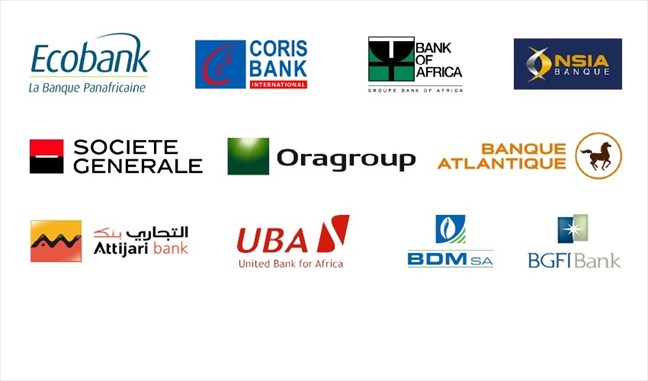 Ecobank
La Banque Panafricaine
CORIS
BANK
INTERNATIONAL
BANK
OF
AFRICA
GROUPE BANK OF AFRICA
NSIA
BANQUE
SOCIETE
GENERALE
Oragroup
BANQUE
ATLANTIQUE
التجاري بنك
Attijari bank
UBA
United Bank for Africa
BDM SA
BGFIBank